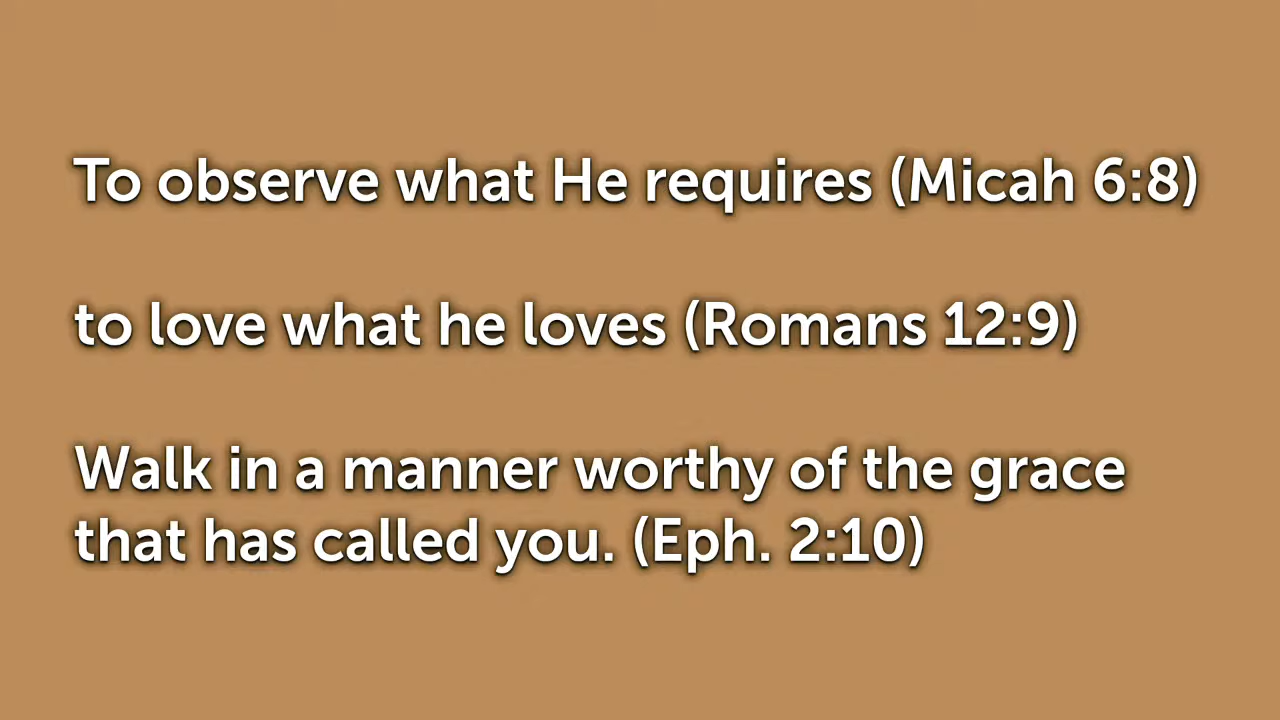 To observe what He requires (Micah 6:8)
to love what he loves (Romans 12:9)
Walk in a manner worthy of the grace
that has called you. (Eph. 2:10)